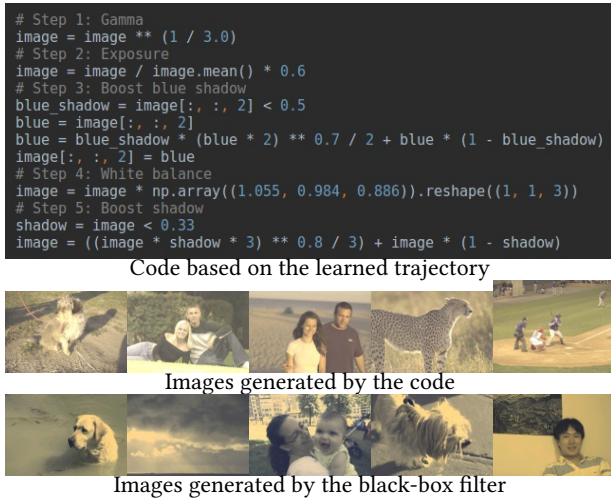 # Step 1: Gamma
image = image ** (1 / 3.0)
# Step 2: Exposure
image = image / image.mean() * 0.6
# Step 3: Boost blue shadow
blue_shadow = image[:, :, 2] < 0.5
blue = image[:, :, 2]
blue = blue_shadow * (blue * 2) ** 0.7 / 2 + blue * (1 - blue_shadow)
image[:, :, 2] = blue
# Step 4: White balance
image = image * np.array((1.055, 0.984, 0.886)).reshape((1, 1, 3))
# Step 5: Boost shadow
shadow = image < 0.33
image = ((image * shadow * 3) ** 0.8 / 3) + image * (1 - shadow)
Code based on the learned trajectory
Images generated by the code
Images generated by the black-box filter